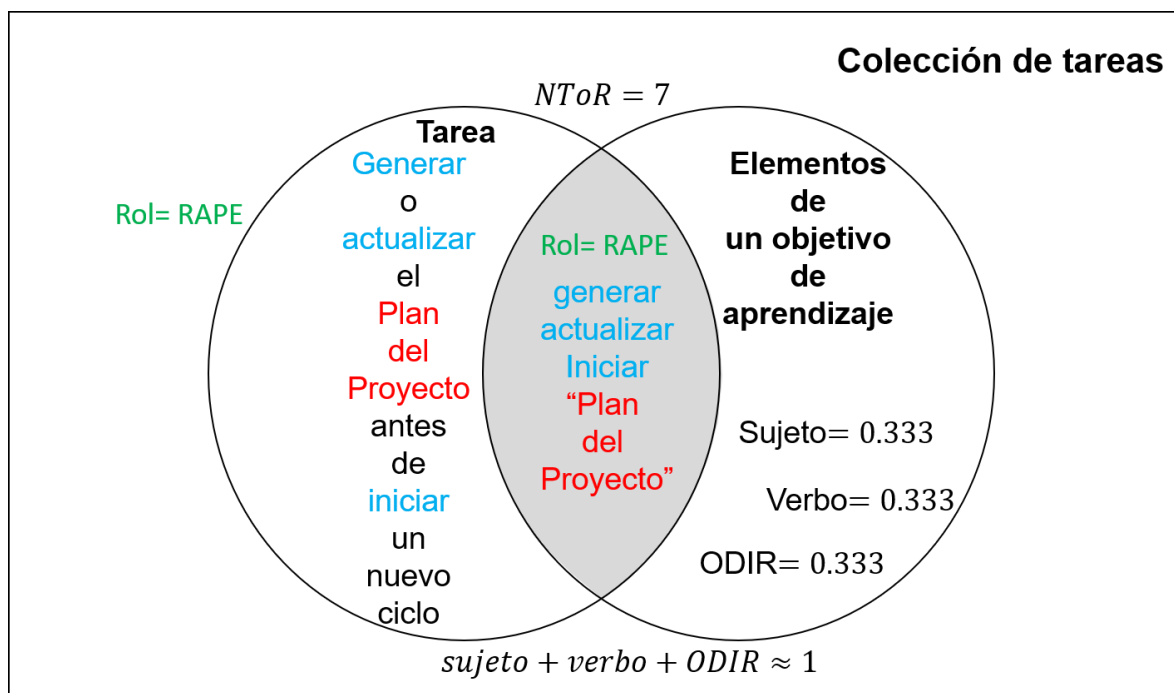 Colección de tareas
NToR = 7
Tarea
Generar
o
actualizar
el
Plan
del
Proyecto
antes
de
iniciar
un
nuevo
ciclo
Rol= RAPE
Rol= RAPE
generar
actualizar
Iniciar
“Plan
del
Proyecto”
Elementos
de
un objetivo
de
aprendizaje
Sujeto= 0.333
Verbo= 0.333
ODIR= 0.333
sujeto + verbo + ODIR ≈ 1